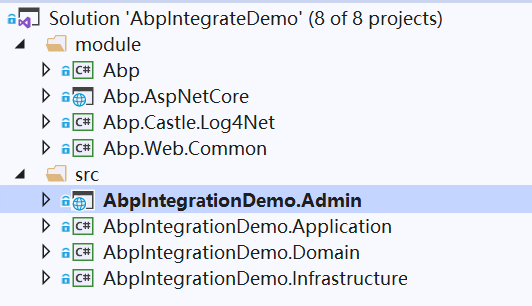 Solution 'AbpIntegrateDemo' (8 of 8 projects)
module
C# Abp
Abp.AspNetCore
C# Abp.Castle.Log4Net
C# Abp.Web.Common
src
AbpIntegrationDemo.Admin
C# AbpIntegrationDemo.Application
C# AbpIntegrationDemo.Domain
C# AbpIntegrationDemo.Infrastructure